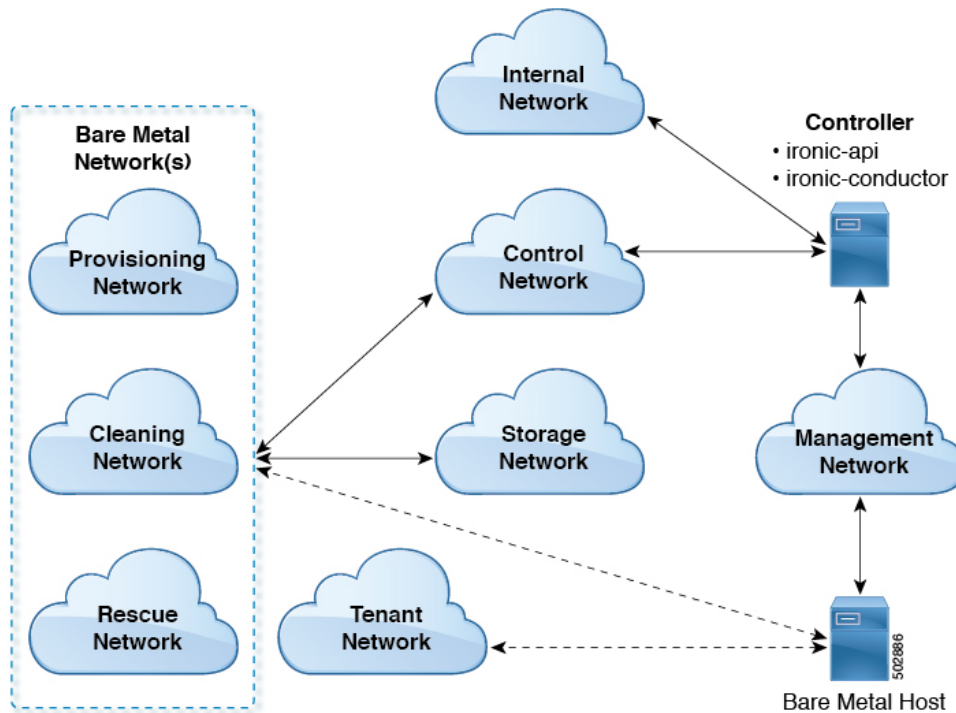 Internal
Network
Bare Metal
Network(s)
Controller
• ironic-api
• ironic-conductor
Provisioning
Network
Control
Network
Cleaning
Network
Storage
Network
Management
Network
Rescue
Network
Tenant
Network
502886
Bare Metal Host